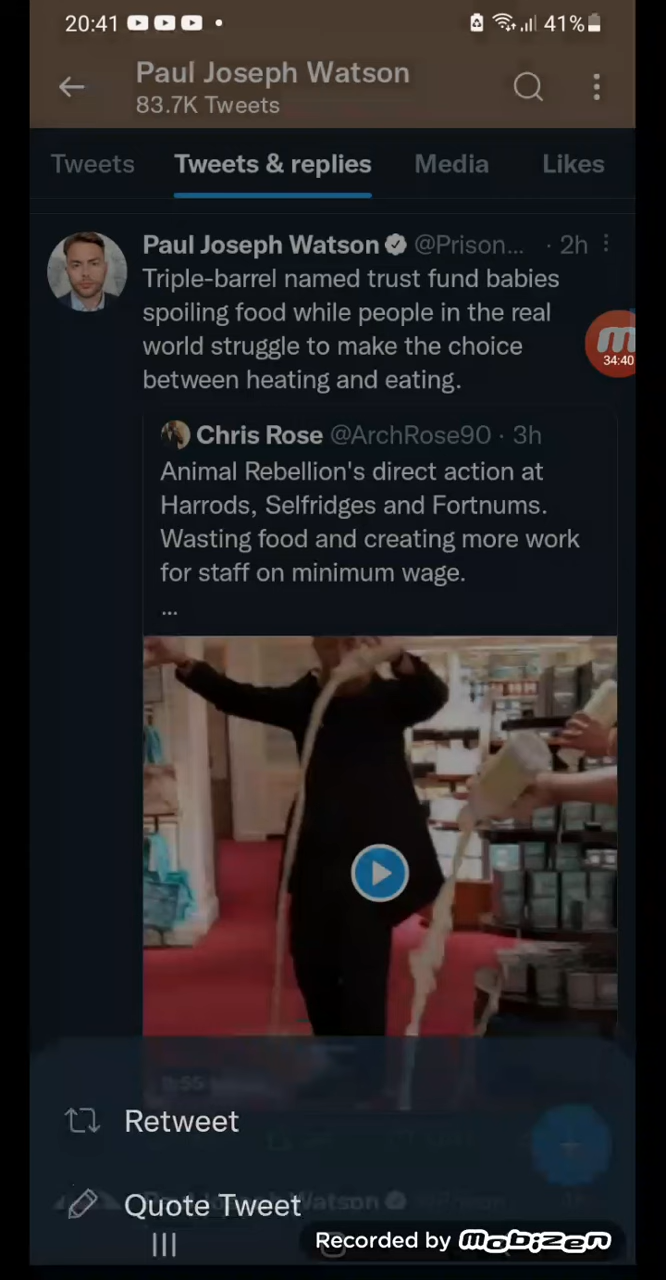 20:41
41%
Paul Joseph Watson
83.7K Tweets
Tweets Tweets & replies Media Likes
Paul Joseph Watson @Prison... · 2h
Triple-barrel named trust fund babies
spoiling food while people in the real
world struggle to make the choice
between heating and eating.
34:40
Chris Rose @ArchRose90 · 3h
Animal Rebellion's direct action at
Harrods, Selfridges and Fortnums.
Wasting food and creating more work
for staff on minimum wage.
...
Retweet
Paul Joseph Watson
Quote Tweet
Recorded by mobizen